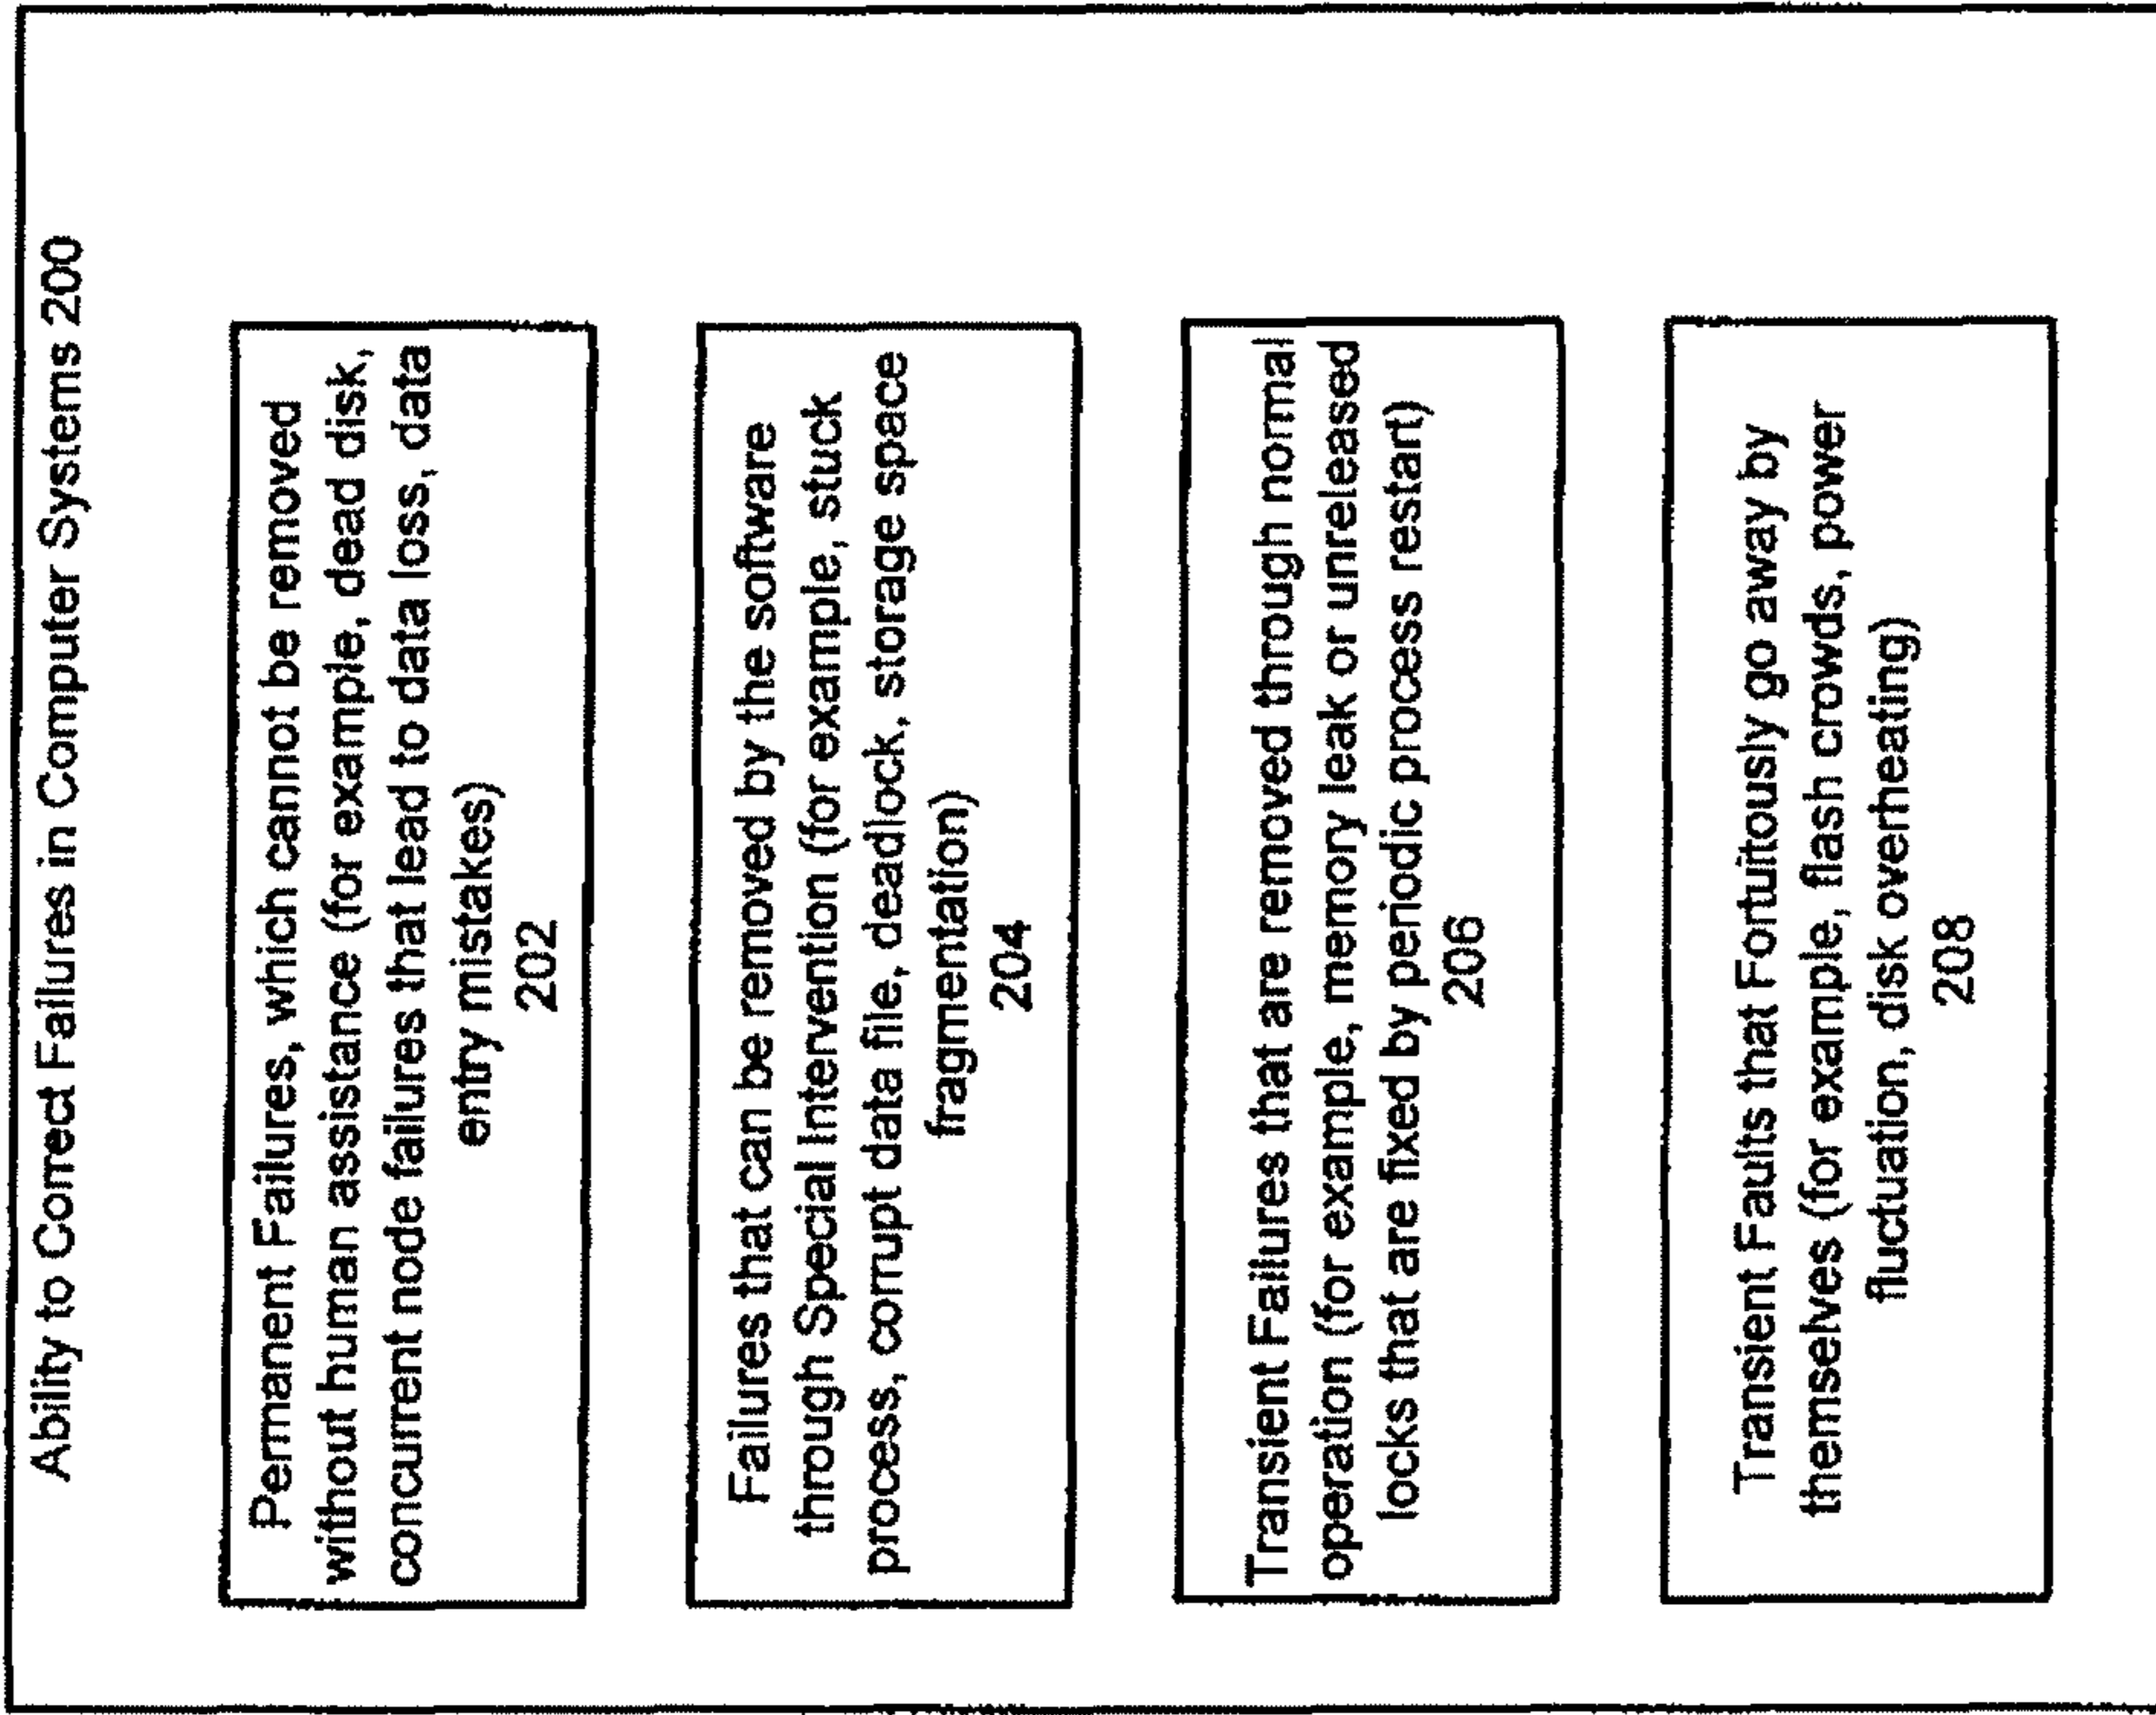 Ability to Correct Failures in Computer Systems 200
Permanent Failures, which cannot be removed
without human assistance (for example, dead disk,
concurrent node failures that lead to data loss, data
entry mistakes)
202
Failures that can be removed by the software
through Special Intervention (for example, stuck
process, corrupt data file, deadlock, storage space
fragmentation)
204
Transient Failures that are removed through normal
operation (for example, memory leak or unreleased
locks that are fixed by periodic process restart)
206
Transient Faults that Fortuitously go away by
themselves (for example, flash crowds, power
fluctuation, disk overheating)
208